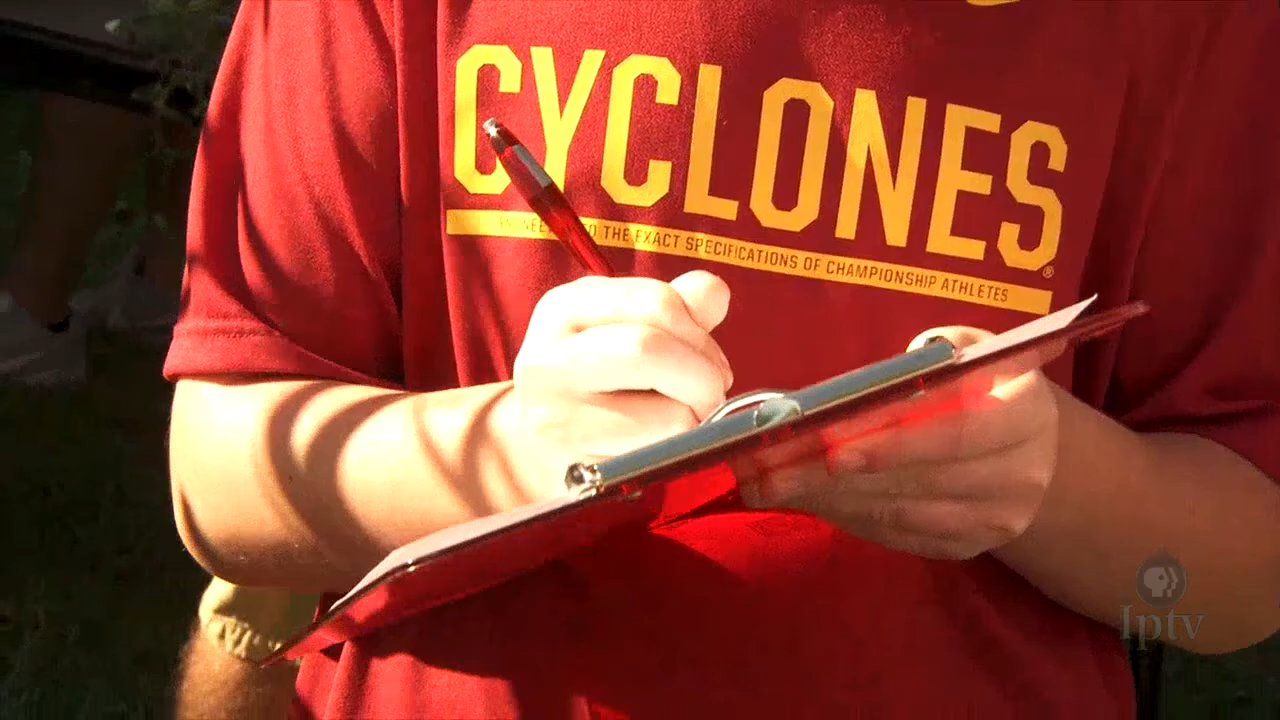 CYCLONES
TO THE EXACT SPECIFICATIONS OF CHAMPIONSHIP ATHLETES
®
Iptv